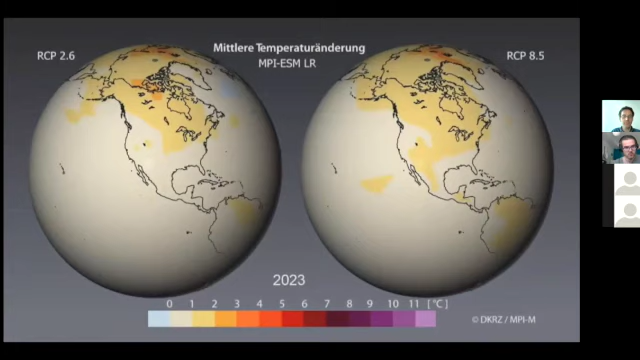 Mittlere Temperaturänderung
RCP 2.6
MPI-ESM LR
RCP 8.5
2023
0 1 2 3 4 5 6 7 8 9 10 11 [°C]
© DKRZ / MPI-M